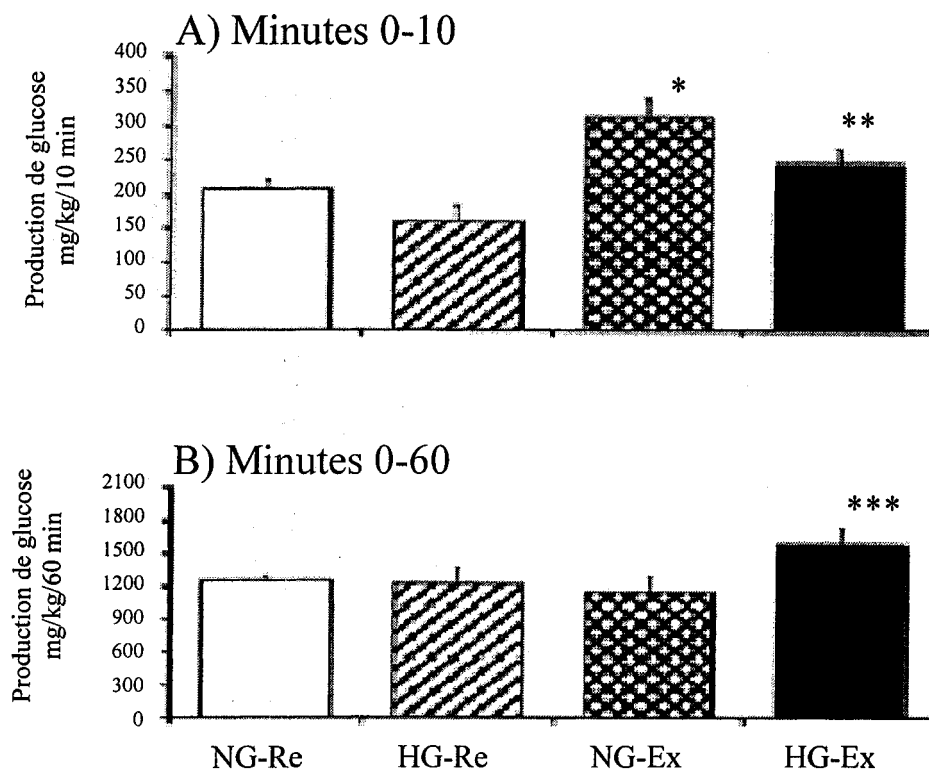 A) Minutes 0-10
Production de glucose
mg/kg/10 min
400
350
300
250
200
150
100
50
0
*
**
B) Minutes 0-60
Production de glucose
mg/kg/60 min
2100
1800
1500
1200
900
600
300
0
***
NG-Re HG-Re NG-Ex HG-Ex